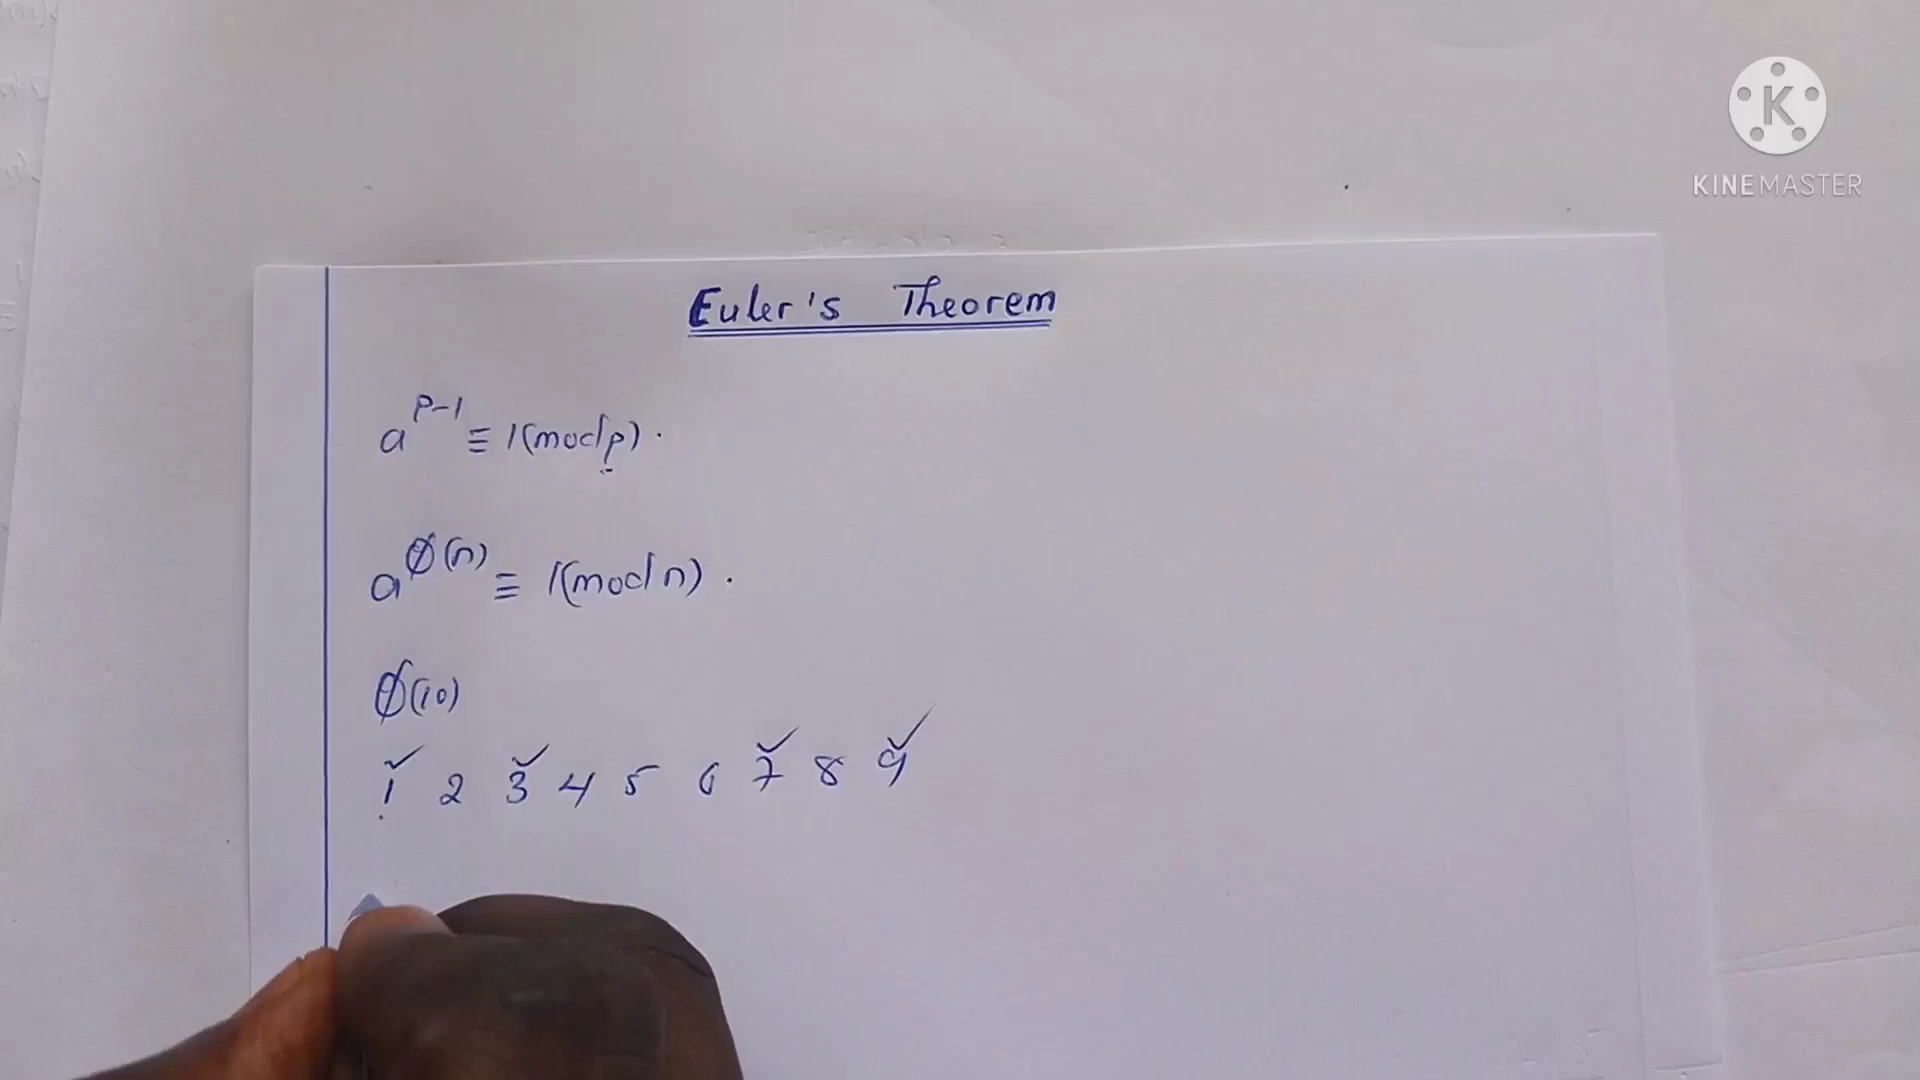 K
KINEMASTER
Euler's Theorem
a^{p-1} ≡ 1(mod p).
a^{∅(n)} ≡ 1(mod n).
∅(10)
1✓ 2 3✓ 4 5 6 7✓ 8 9✓